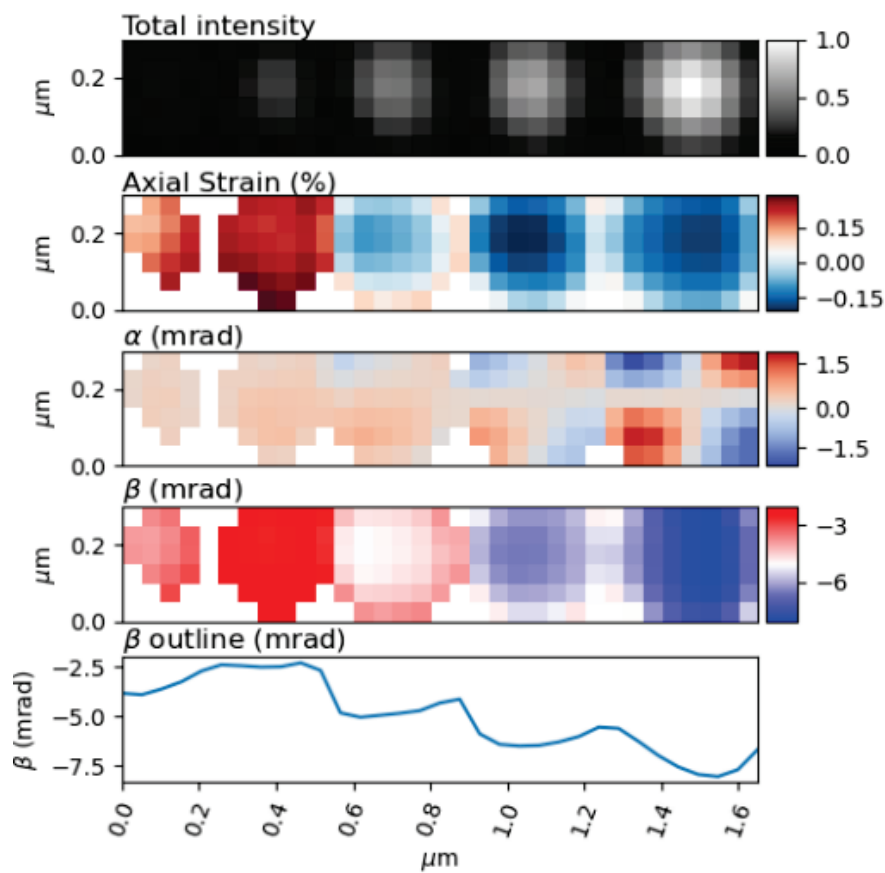 Total intensity
μm
0.2
0.0
1.0
0.5
0.0
Axial Strain (%)
μm
0.2
0.0
0.15
0.00
−0.15
α (mrad)
μm
0.2
0.0
1.5
0.0
−1.5
β (mrad)
μm
0.2
0.0
−3
−6
β outline (mrad)
β (mrad)
−2.5
−5.0
−7.5
0.0 0.2 0.4 0.6 0.8 1.0 1.2 1.4 1.6
μm